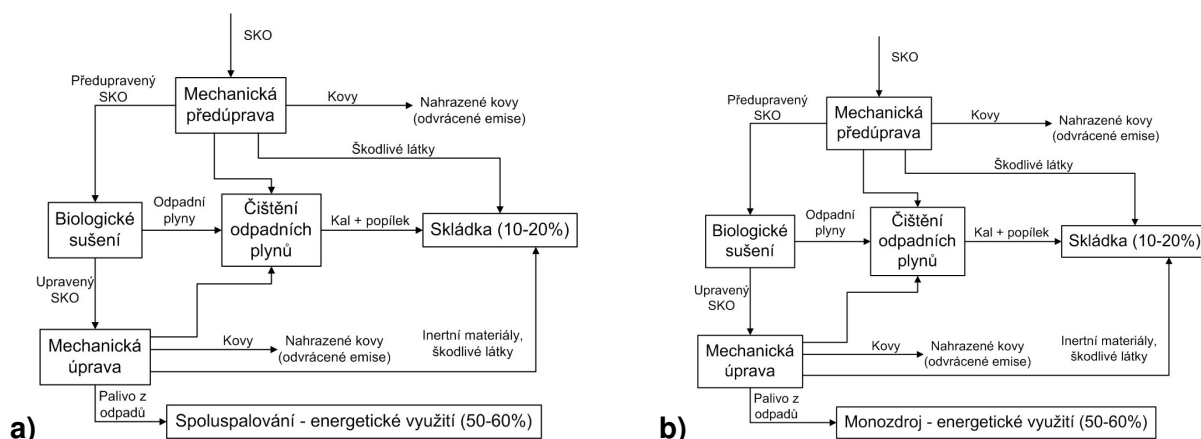 SKO
Předupravený
SKO
Mechanická
předúprava
Kovy
Nahrazené kovy
(odvrácené emise)
Škodlivé látky
Biologické
sušení
Odpadní
plyny
Čištění
odpadních
plynů
Kal + popílek
Skládka (10-20%)
Upravený
SKO
Mechanická
úprava
Kovy
Nahrazené kovy
(odvrácené emise)
Inertní materiály,
škodlivé látky
Palivo z
odpadů
Spoluspalování - energetické využití (50-60%)
a)
SKO
Předupravený
SKO
Mechanická
předúprava
Kovy
Nahrazené kovy
(odvrácené emise)
Škodlivé látky
Biologické
sušení
Odpadní
plyny
Čištění
odpadních
plynů
Kal + popílek
Skládka (10-20%)
Upravený
SKO
Mechanická
úprava
Kovy
Nahrazené kovy
(odvrácené emise)
Inertní materiály,
škodlivé látky
Palivo z
odpadů
Monozdroj - energetické využití (50-60%)
b)